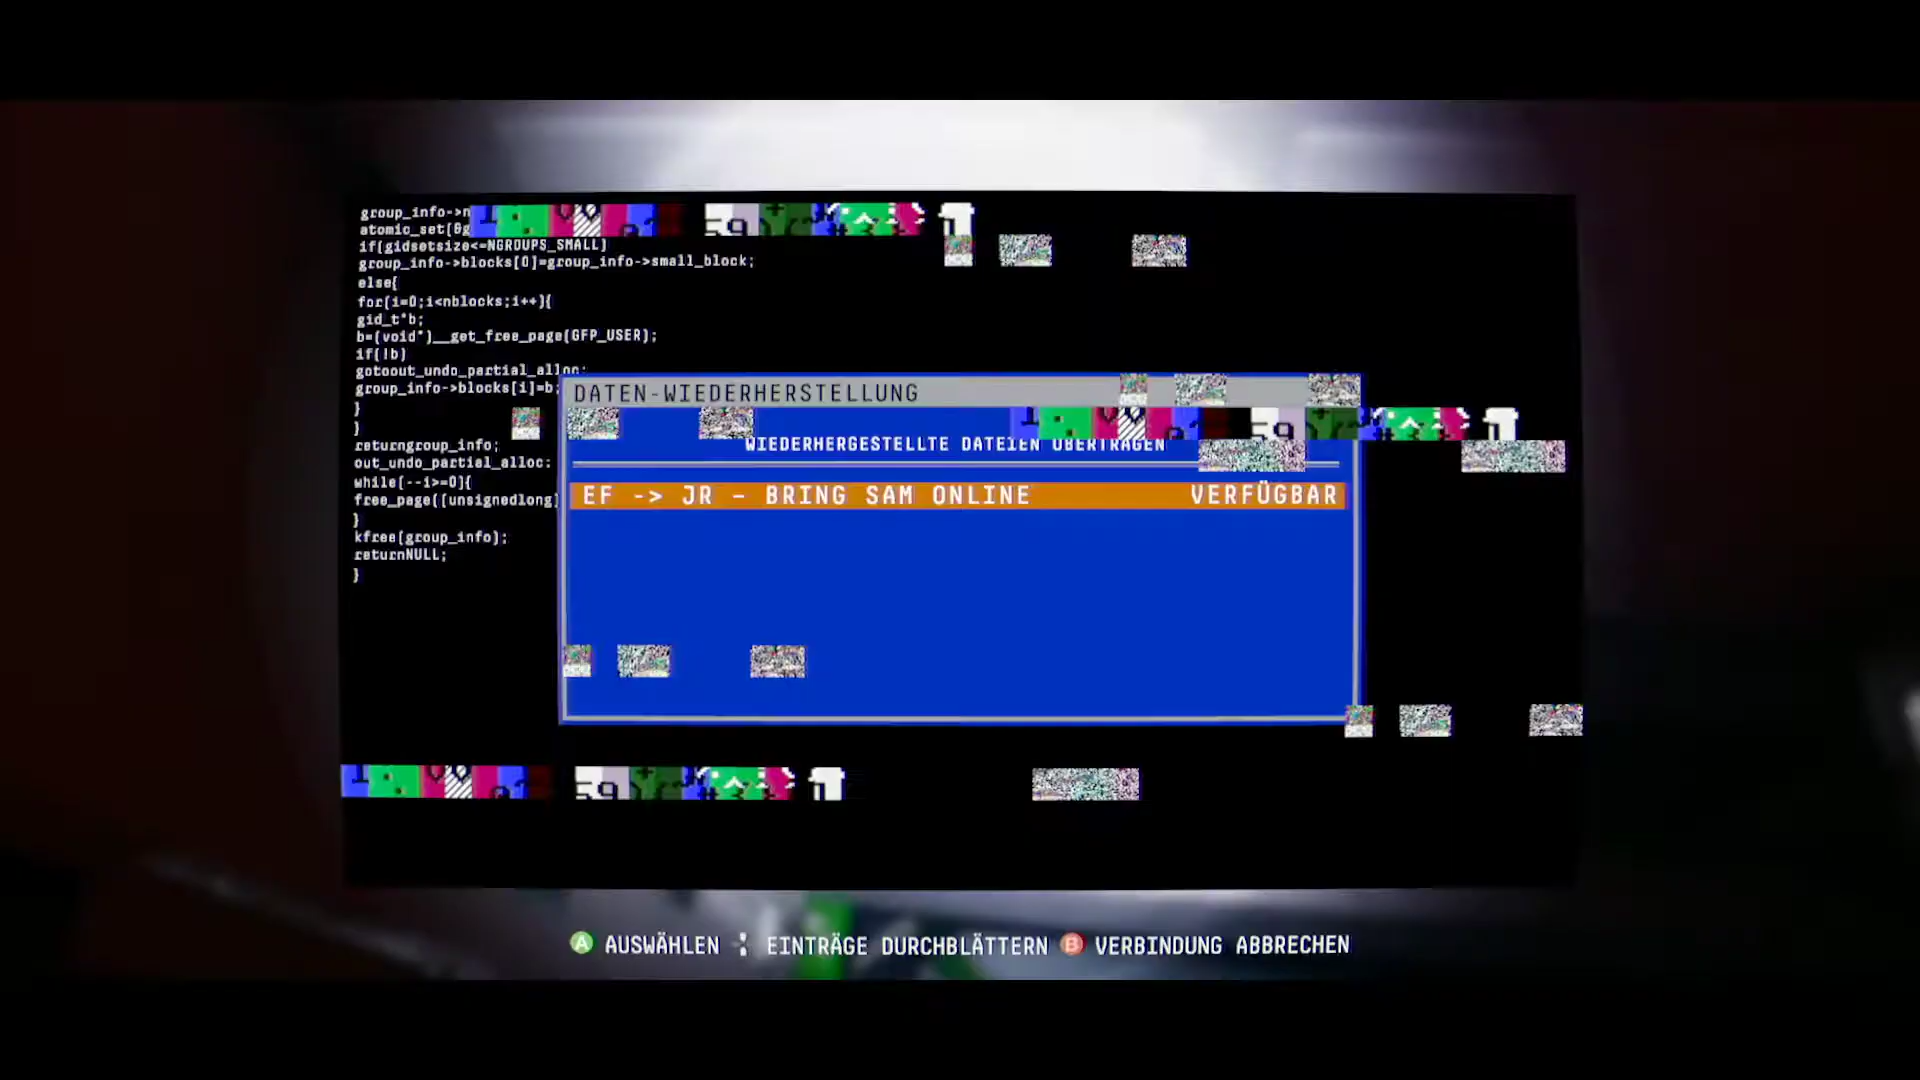 group_info->n
atomic_set(&g
if(gidsetsize<=NGROUPS_SMALL)
group_info->blocks[0]=group_info->small_block;
else{
for(i=0;i<nblocks;i++){
gid_t*b;
b=(void*)__get_free_page(GFP_USER);
if(!b)
gotoout_undo_partial_alloc;
group_info->blocks[i]=b;
}
}
returngroup_info;
out_undo_partial_alloc:
while(--i>=0){
free_page((unsignedlong)
}
kfree(group_info);
returnNULL;
}
DATEN-WIEDERHERSTELLUNG
WIEDERHERGESTELLTE DATEIEN ÜBERTRAGEN
EF -> JR - BRING SAM ONLINE VERFÜGBAR
A AUSWÄHLEN EINTRÄGE DURCHBLÄTTERN B VERBINDUNG ABBRECHEN